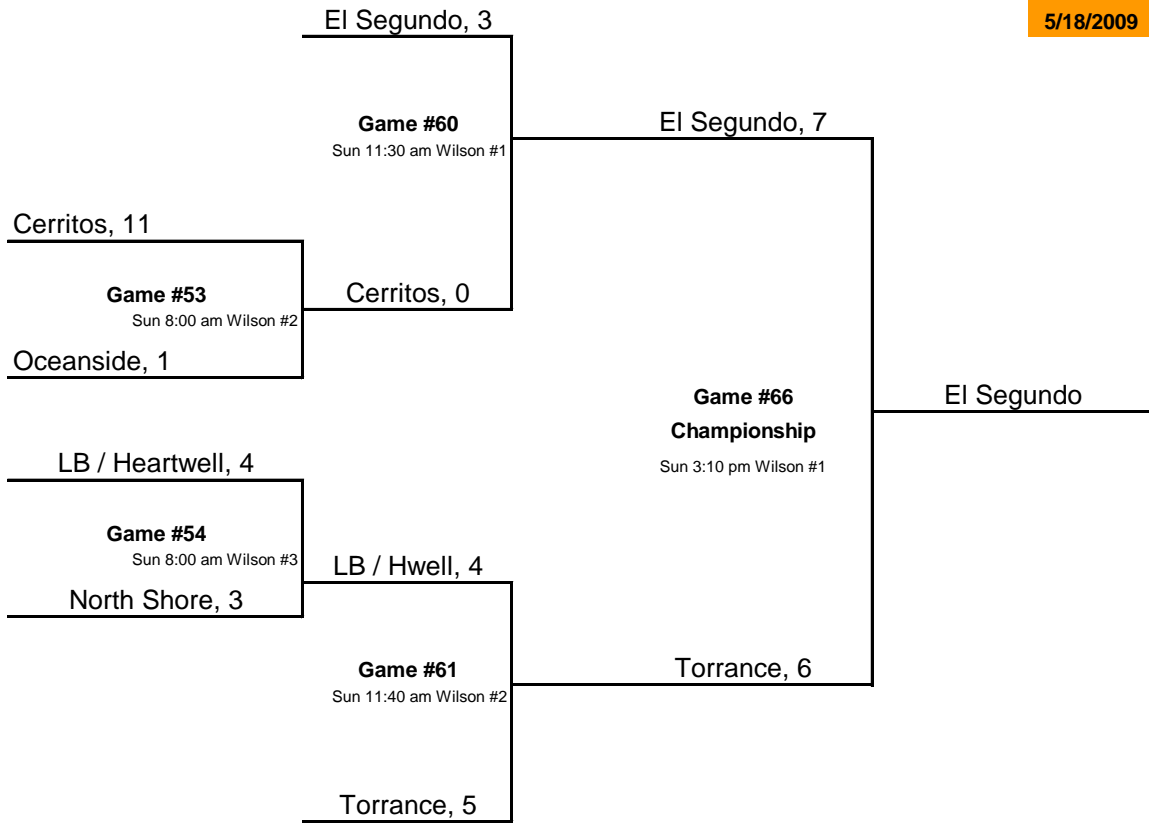 El Segundo, 3
5/18/2009
Game #60
Sun 11:30 am Wilson #1
El Segundo, 7
Cerritos, 11
Game #53
Sun 8:00 am Wilson #2
Cerritos, 0
Oceanside, 1
Game #66
Championship
Sun 3:10 pm Wilson #1
El Segundo
LB / Heartwell, 4
Game #54
Sun 8:00 am Wilson #3
LB / Hwell, 4
North Shore, 3
Game #61
Sun 11:40 am Wilson #2
Torrance, 6
Torrance, 5